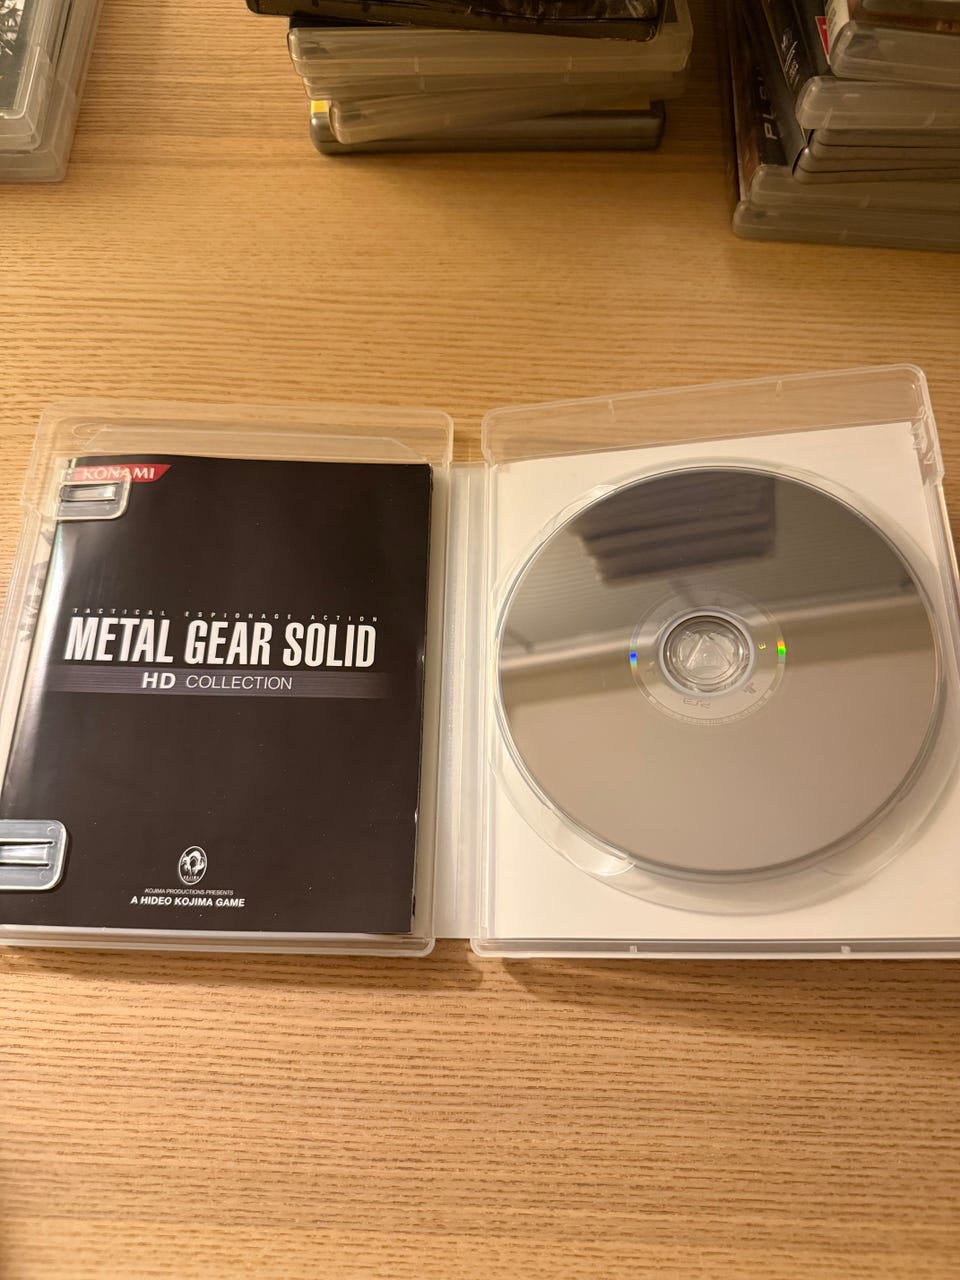 KONAMI
TACTICAL ESPIONAGE ACTION
METAL GEAR SOLID
HD COLLECTION
KOJIMA PRODUCTIONS PRESENTS
A HIDEO KOJIMA GAME